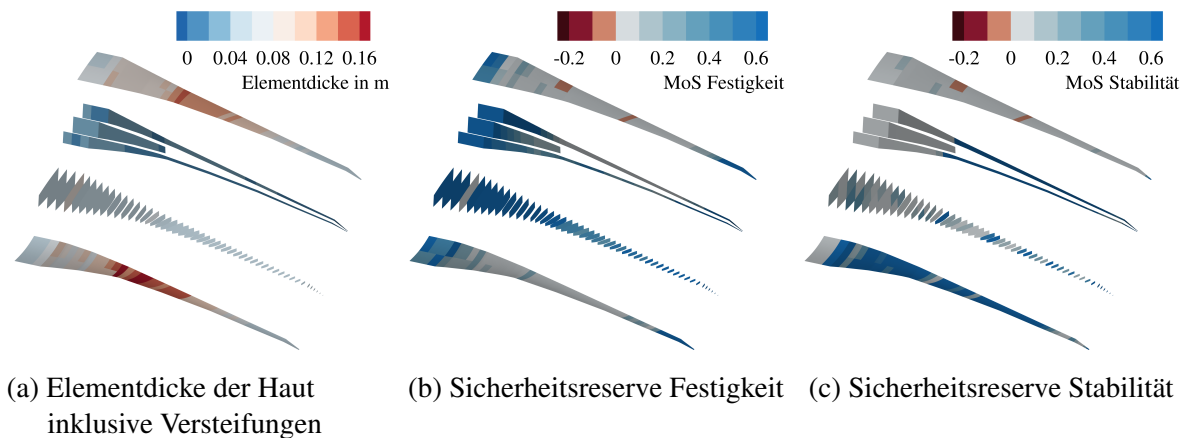 0 0.04 0.08 0.12 0.16
Elementdicke in m
-0.2 0 0.2 0.4 0.6
MoS Festigkeit
-0.2 0 0.2 0.4 0.6
MoS Stabilität
(a) Elementdicke der Haut
inklusive Versteifungen
(b) Sicherheitsreserve Festigkeit
(c) Sicherheitsreserve Stabilität